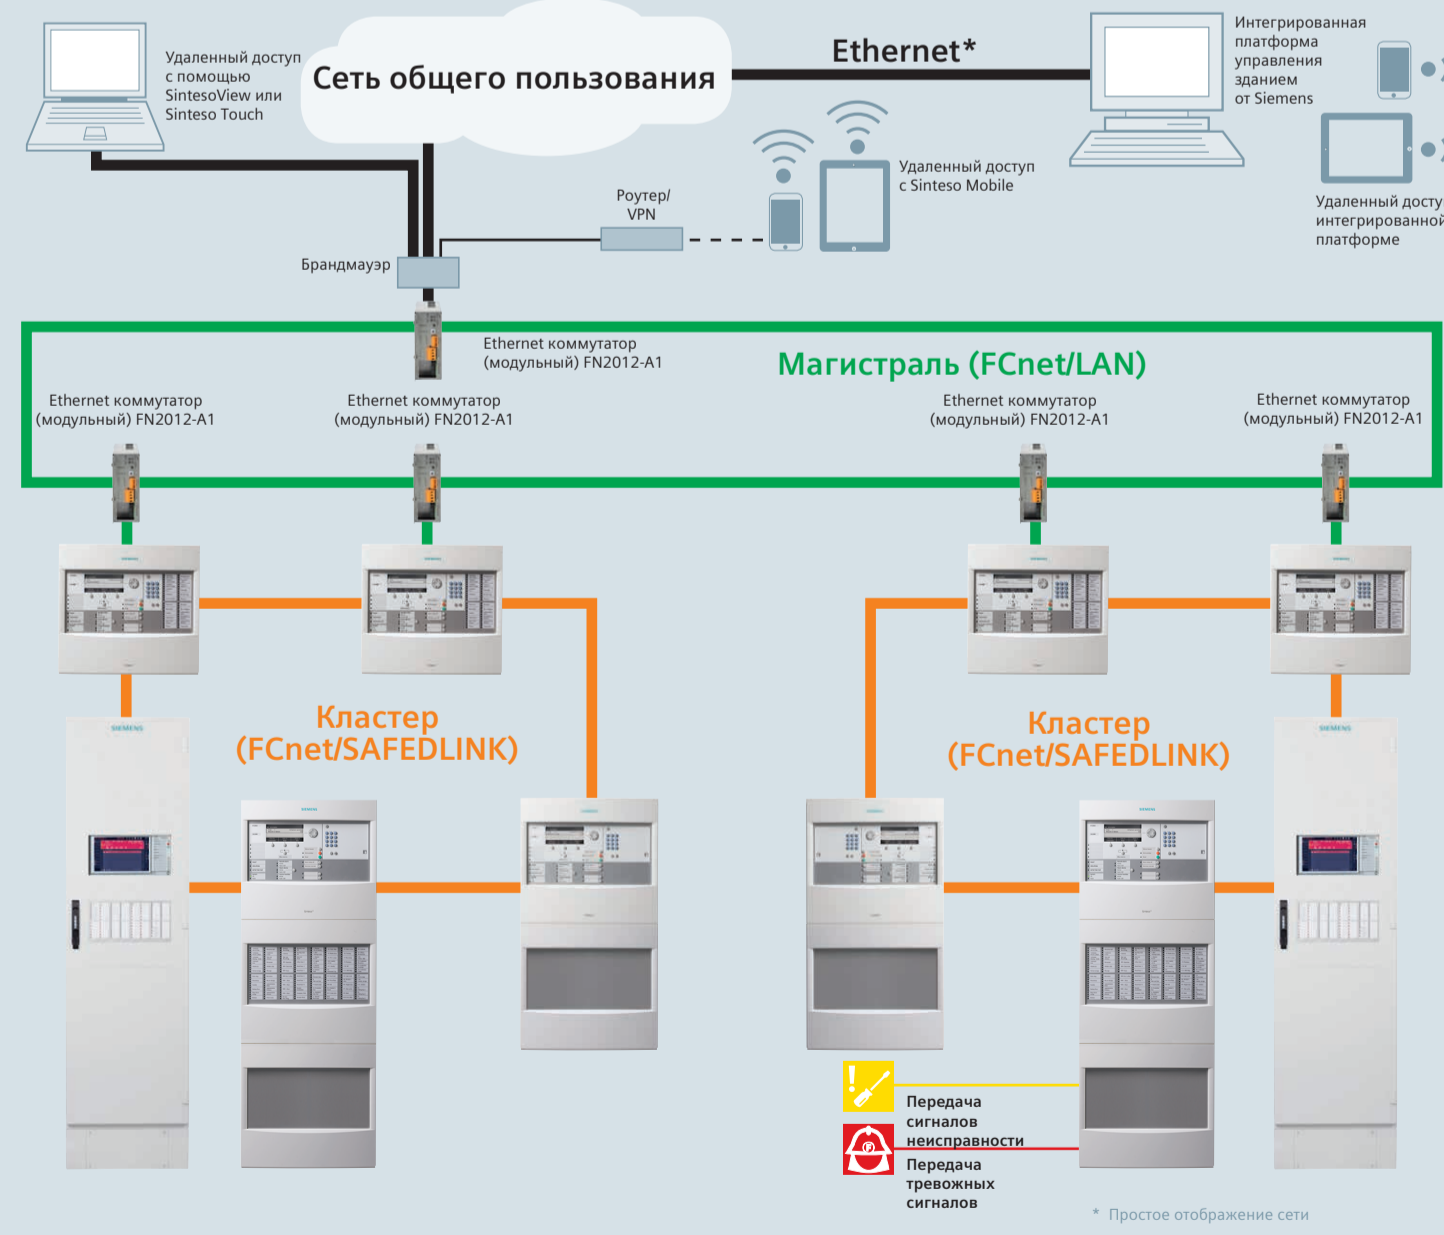 Удаленный доступ
с помощью
SintesoView или
Sinteso Touch
Сеть общего пользования
Ethernet*
Интегрированная
платформа
управления
зданием
от Siemens
Удаленный доступ
с Sinteso Mobile
Удаленный досту
интегрированной
платформе
Роутер/
VPN
Брандмауэр
Ethernet коммутатор
(модульный) FN2012-A1
Магистраль (FCnet/LAN)
Ethernet коммутатор
(модульный) FN2012-A1
Ethernet коммутатор
(модульный) FN2012-A1
Ethernet коммутатор
(модульный) FN2012-A1
Ethernet коммутатор
(модульный) FN2012-A1
Кластер
(FCnet/SAFEDLINK)
Кластер
(FCnet/SAFEDLINK)
SIEMENS
SIEMENS
Передача
сигналов
неисправности
Передача
тревожных
сигналов
* Простое отображение сети